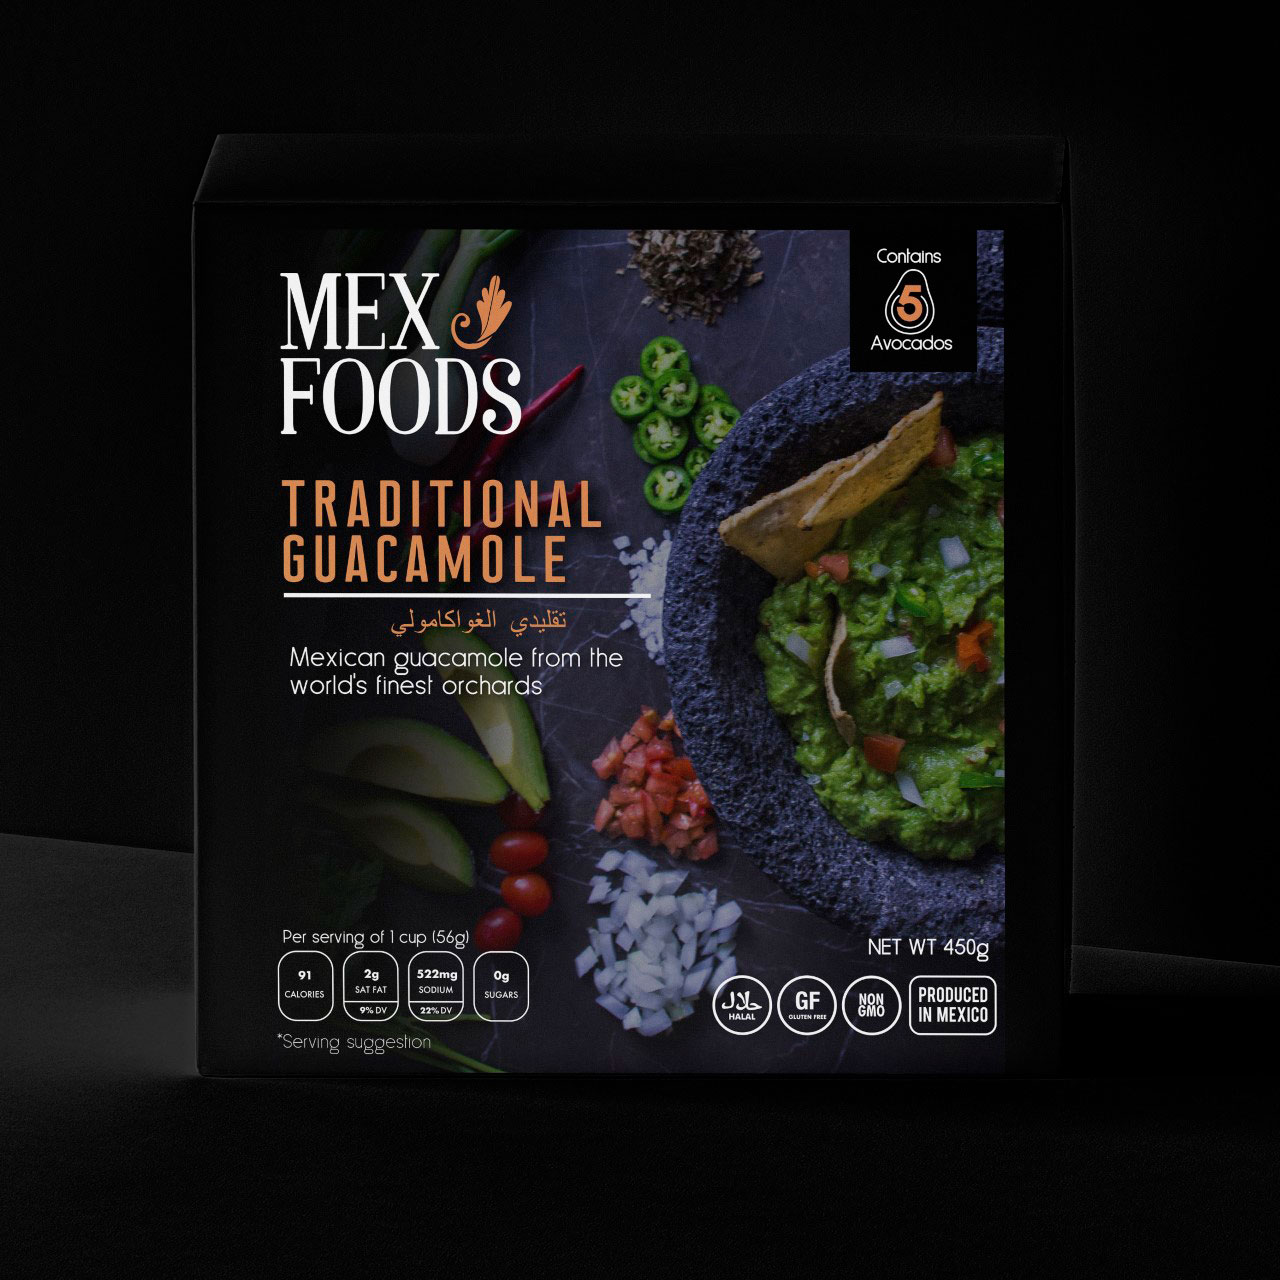 MEX
FOODS
TRADITIONAL
GUACAMOLE
تقليدي الغواكامولي
Mexican guacamole from the
world's finest orchards
Contains
5
Avocados
Per serving of 1 cup (56g)
91
CALORIES
2g
SAT FAT
9% DV
522mg
SODIUM
22% DV
0g
SUGARS
*Serving suggestion
NET WT 450g
حلال
HALAL
GF
GLUTEN FREE
NON
GMO
PRODUCED
IN MEXICO